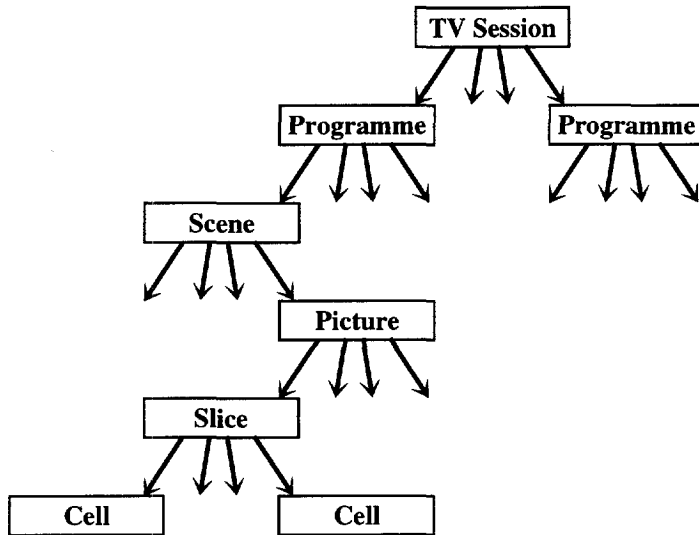 TV Session
Programme
Programme
Scene
Picture
Slice
Cell
Cell